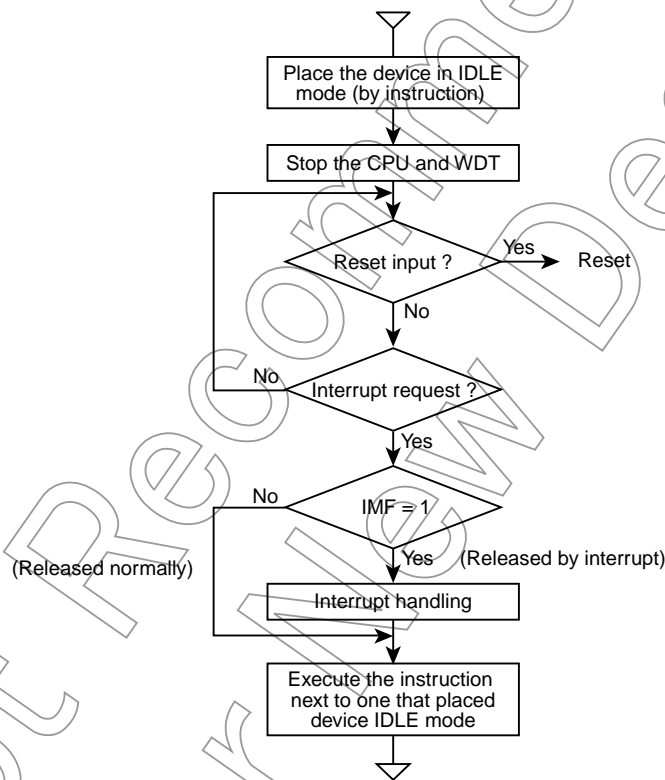 Place the device in IDLE
mode (by instruction)
Stop the CPU and WDT
Reset input ?
Yes
Reset
No
No
Interrupt request ?
Yes
No
IMF = 1
(Released normally)
Yes
(Released by interrupt)
Interrupt handling
Execute the instruction
next to one that placed
device IDLE mode